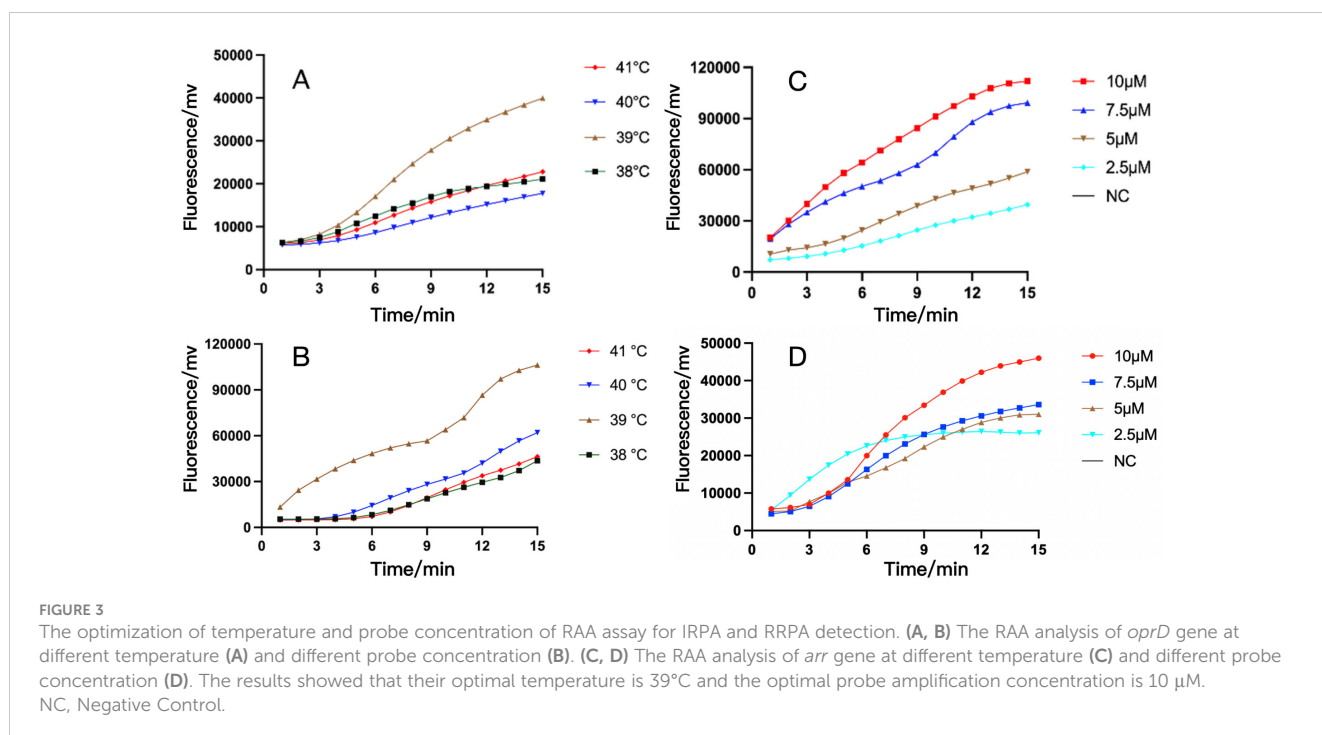 A
50000
40000
30000
20000
10000
0
Fluorescence/mv
0 3 6 9 12 15
Time/min
41°C
40°C
39°C
38°C
C
120000
90000
60000
30000
0
Fluorescence/mv
0 3 6 9 12 15
Time/min
10μM
7.5μM
5μM
2.5μM
NC
B
120000
90000
60000
30000
0
Fluorescence/mv
0 3 6 9 12 15
Time/min
41 °C
40 °C
39 °C
38 °C
D
50000
40000
30000
20000
10000
0
Fluorescence/mv
0 3 6 9 12 15
Time/min
10μM
7.5μM
5μM
2.5μM
NC
FIGURE 3
The optimization of temperature and probe concentration of RAA assay for IRPA and RRPA detection. (A, B) The RAA analysis of oprD gene at
different temperature (A) and different probe concentration (B). (C, D) The RAA analysis of arr gene at different temperature (C) and different probe
concentration (D). The results showed that their optimal temperature is 39°C and the optimal probe amplification concentration is 10 μM.
NC, Negative Control.